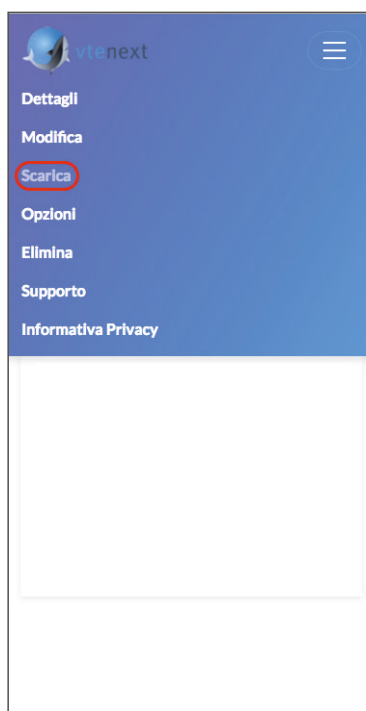 vtenext
Dettagli
Modifica
Scarica
Opzioni
Elimina
Supporto
Informativa Privacy